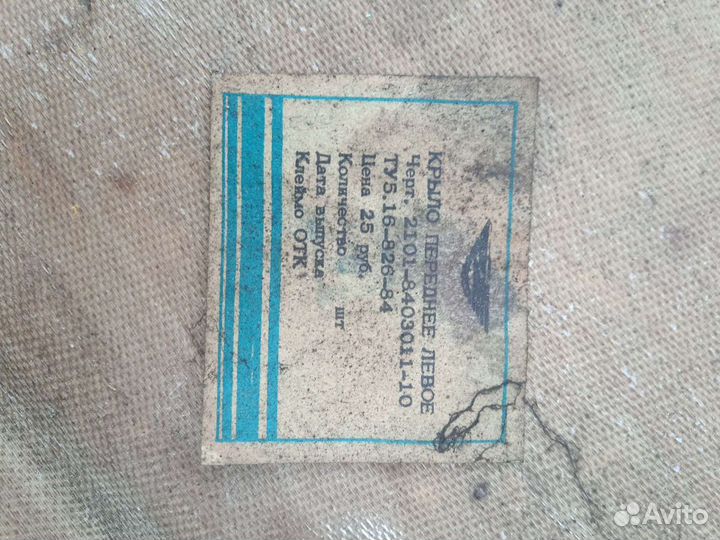 КРЫЛО ПЕРЕДНЕЕ ЛЕВОЕ
Черт. 2101-8403011-10
ТУ5.16-826-84
Цена 25 руб.
Количество шт
Дата выпуска
Клеймо ОТК
Avito